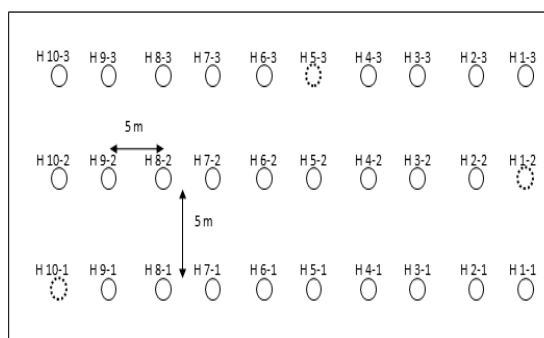 H 10-3 H 9-3 H 8-3 H 7-3 H 6-3 H 5-3 H 4-3 H 3-3 H 2-3 H 1-3
5 m
H 10-2 H 9-2 H 8-2 H 7-2 H 6-2 H 5-2 H 4-2 H 3-2 H 2-2 H 1-2
5 m
H 10-1 H 9-1 H 8-1 H 7-1 H 6-1 H 5-1 H 4-1 H 3-1 H 2-1 H 1-1